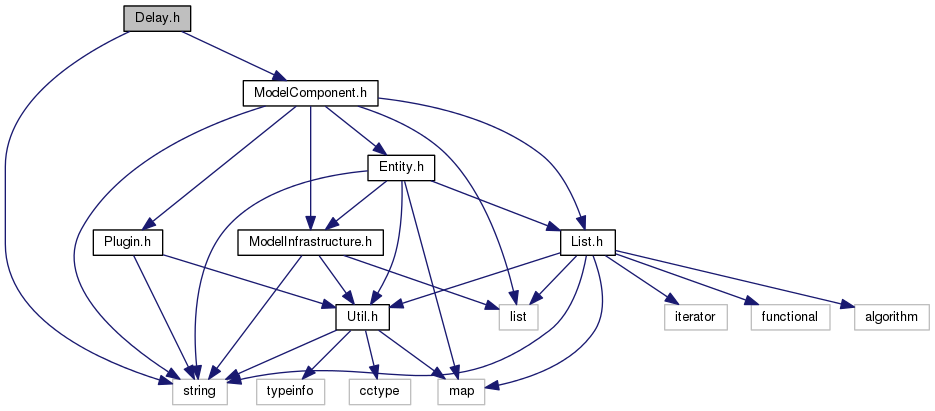 Delay.h
ModelComponent.h
Entity.h
Plugin.h
ModelInfrastructure.h
List.h
Util.h
list
iterator
functional
algorithm
string
typeinfo
cctype
map